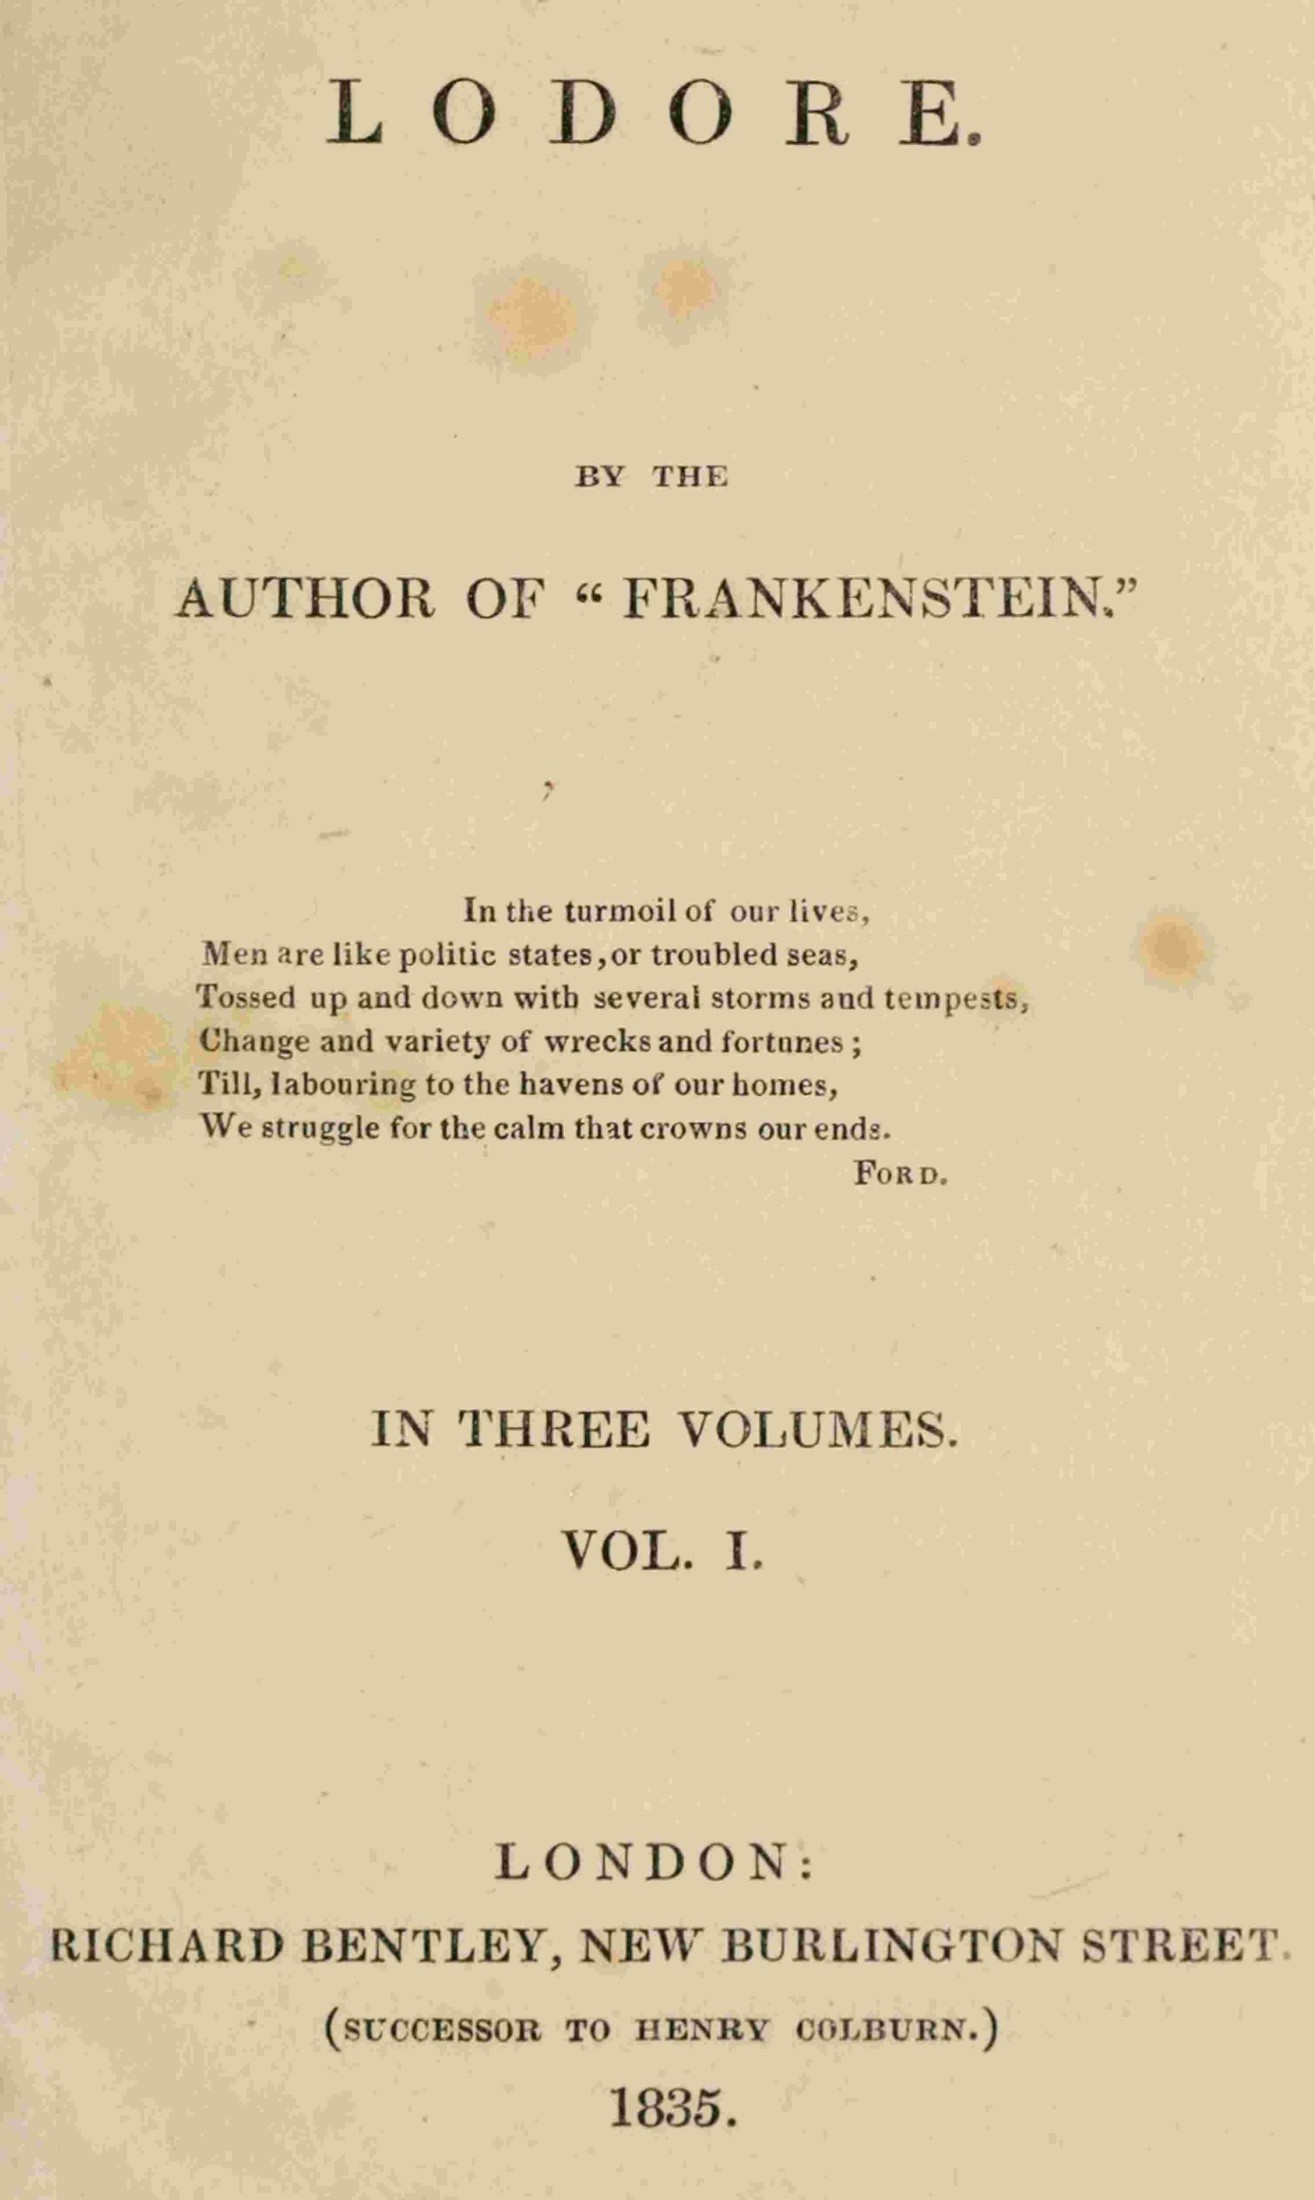 LODORE.
BY THE
AUTHOR OF “ FRANKENSTEIN.”
In the turmoil of our lives,
Men are like politic states, or troubled seas,
Tossed up and down with several storms and tempests,
Change and variety of wrecks and fortunes ;
Till, labouring to the havens of our homes,
We struggle for the calm that crowns our ends.
FORD.
IN THREE VOLUMES.
VOL. I.
LONDON:
RICHARD BENTLEY, NEW BURLINGTON STREET.
(SUCCESSOR TO HENRY COLBURN.)
1835.